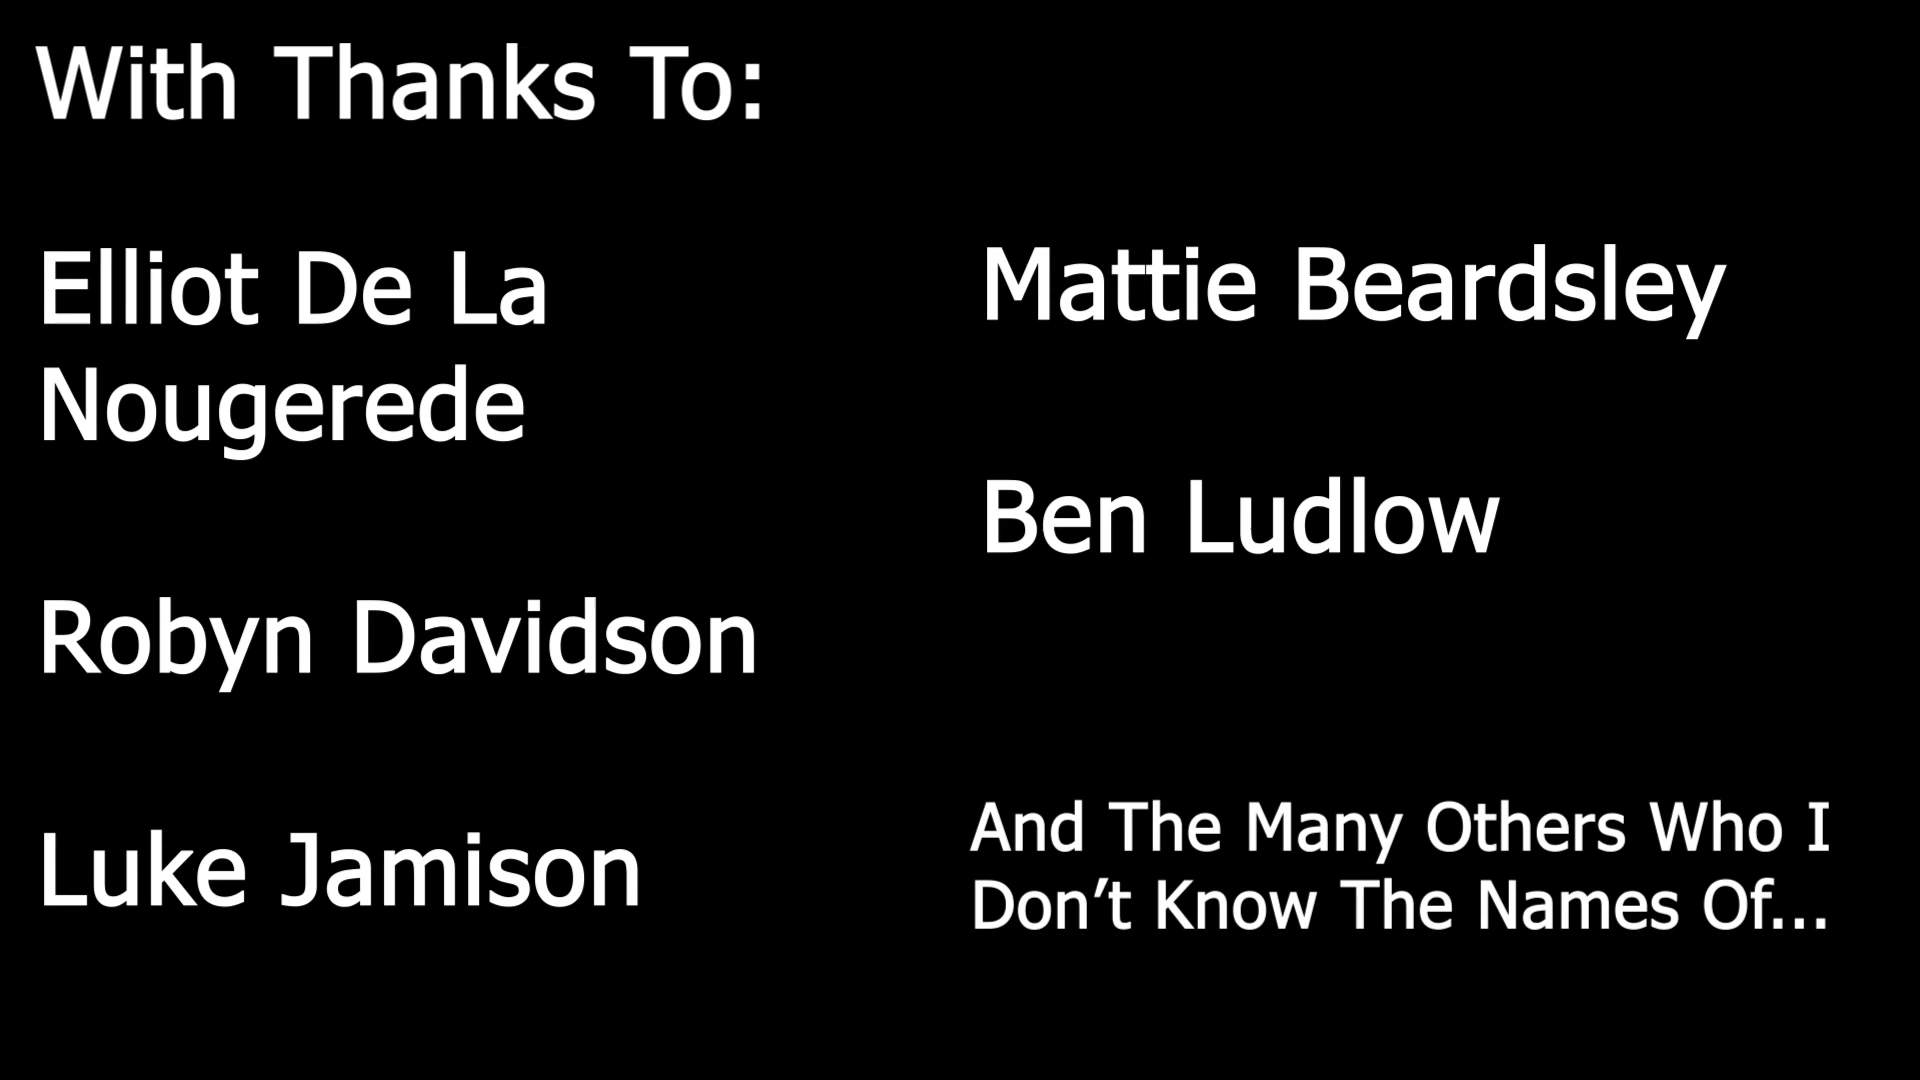 With Thanks To:
Elliot De La
Nougerede
Robyn Davidson
Luke Jamison
Mattie Beardsley
Ben Ludlow
And The Many Others Who I
Don’t Know The Names Of...